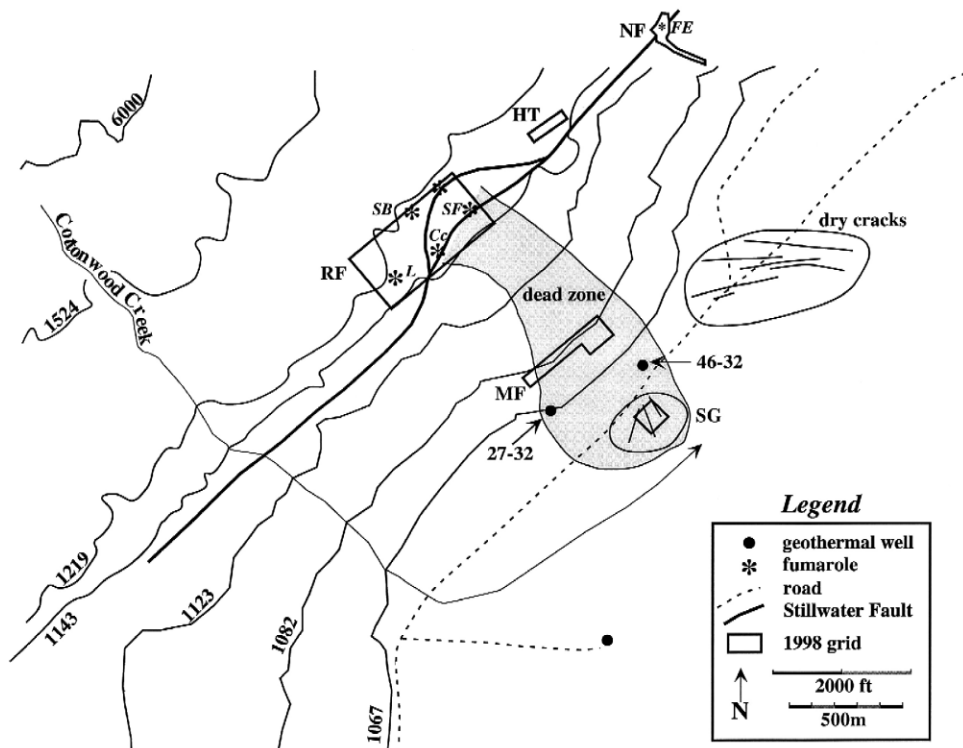 NF
FE
6000
HT
SB
SF
Cc
dry cracks
RF
L
Cottonwood Creek
dead zone
1524
46-32
MF
SG
27-32
Legend
geothermal well
fumarole
road
Stillwater Fault
1998 grid
N
2000 ft
500m
1219
1143
1123
1082
1067